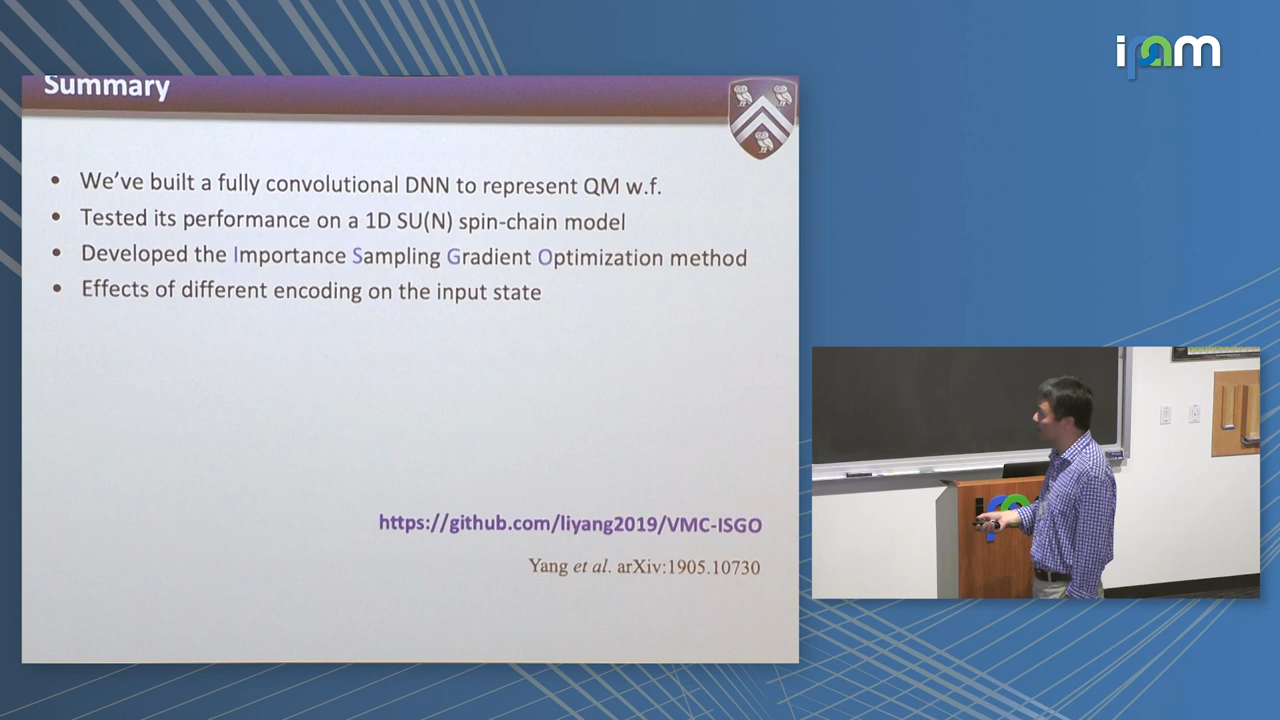 ipam
Summary
• We've built a fully convolutional DNN to represent QM w.f.
• Tested its performance on a 1D SU(N) spin-chain model
• Developed the Importance Sampling Gradient Optimization method
• Effects of different encoding on the input state
https://github.com/liyang2019/VMC-ISGO
Yang et al. arXiv:1905.10730